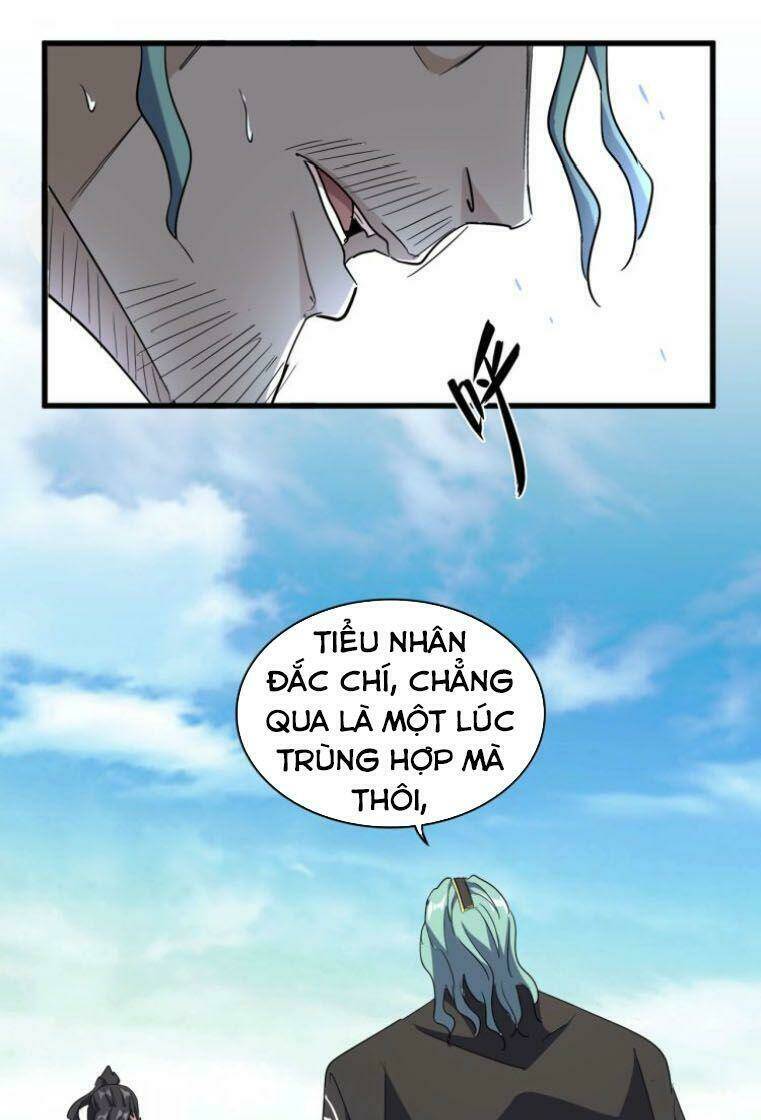 呼
TIỂU NHÂN
ĐẮC CHÍ, CHẲNG
QUA LÀ MỘT LÚC
TRÙNG HỢP MÀ
THÔI,